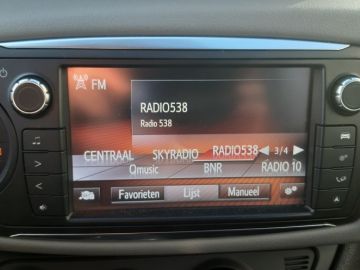 FM
RADIO538
Radio 538
CENTRAAL SKYRADIO RADIO538 3/4
Qmusic BNR RADIO 10
Favorieten Lijst Manueel